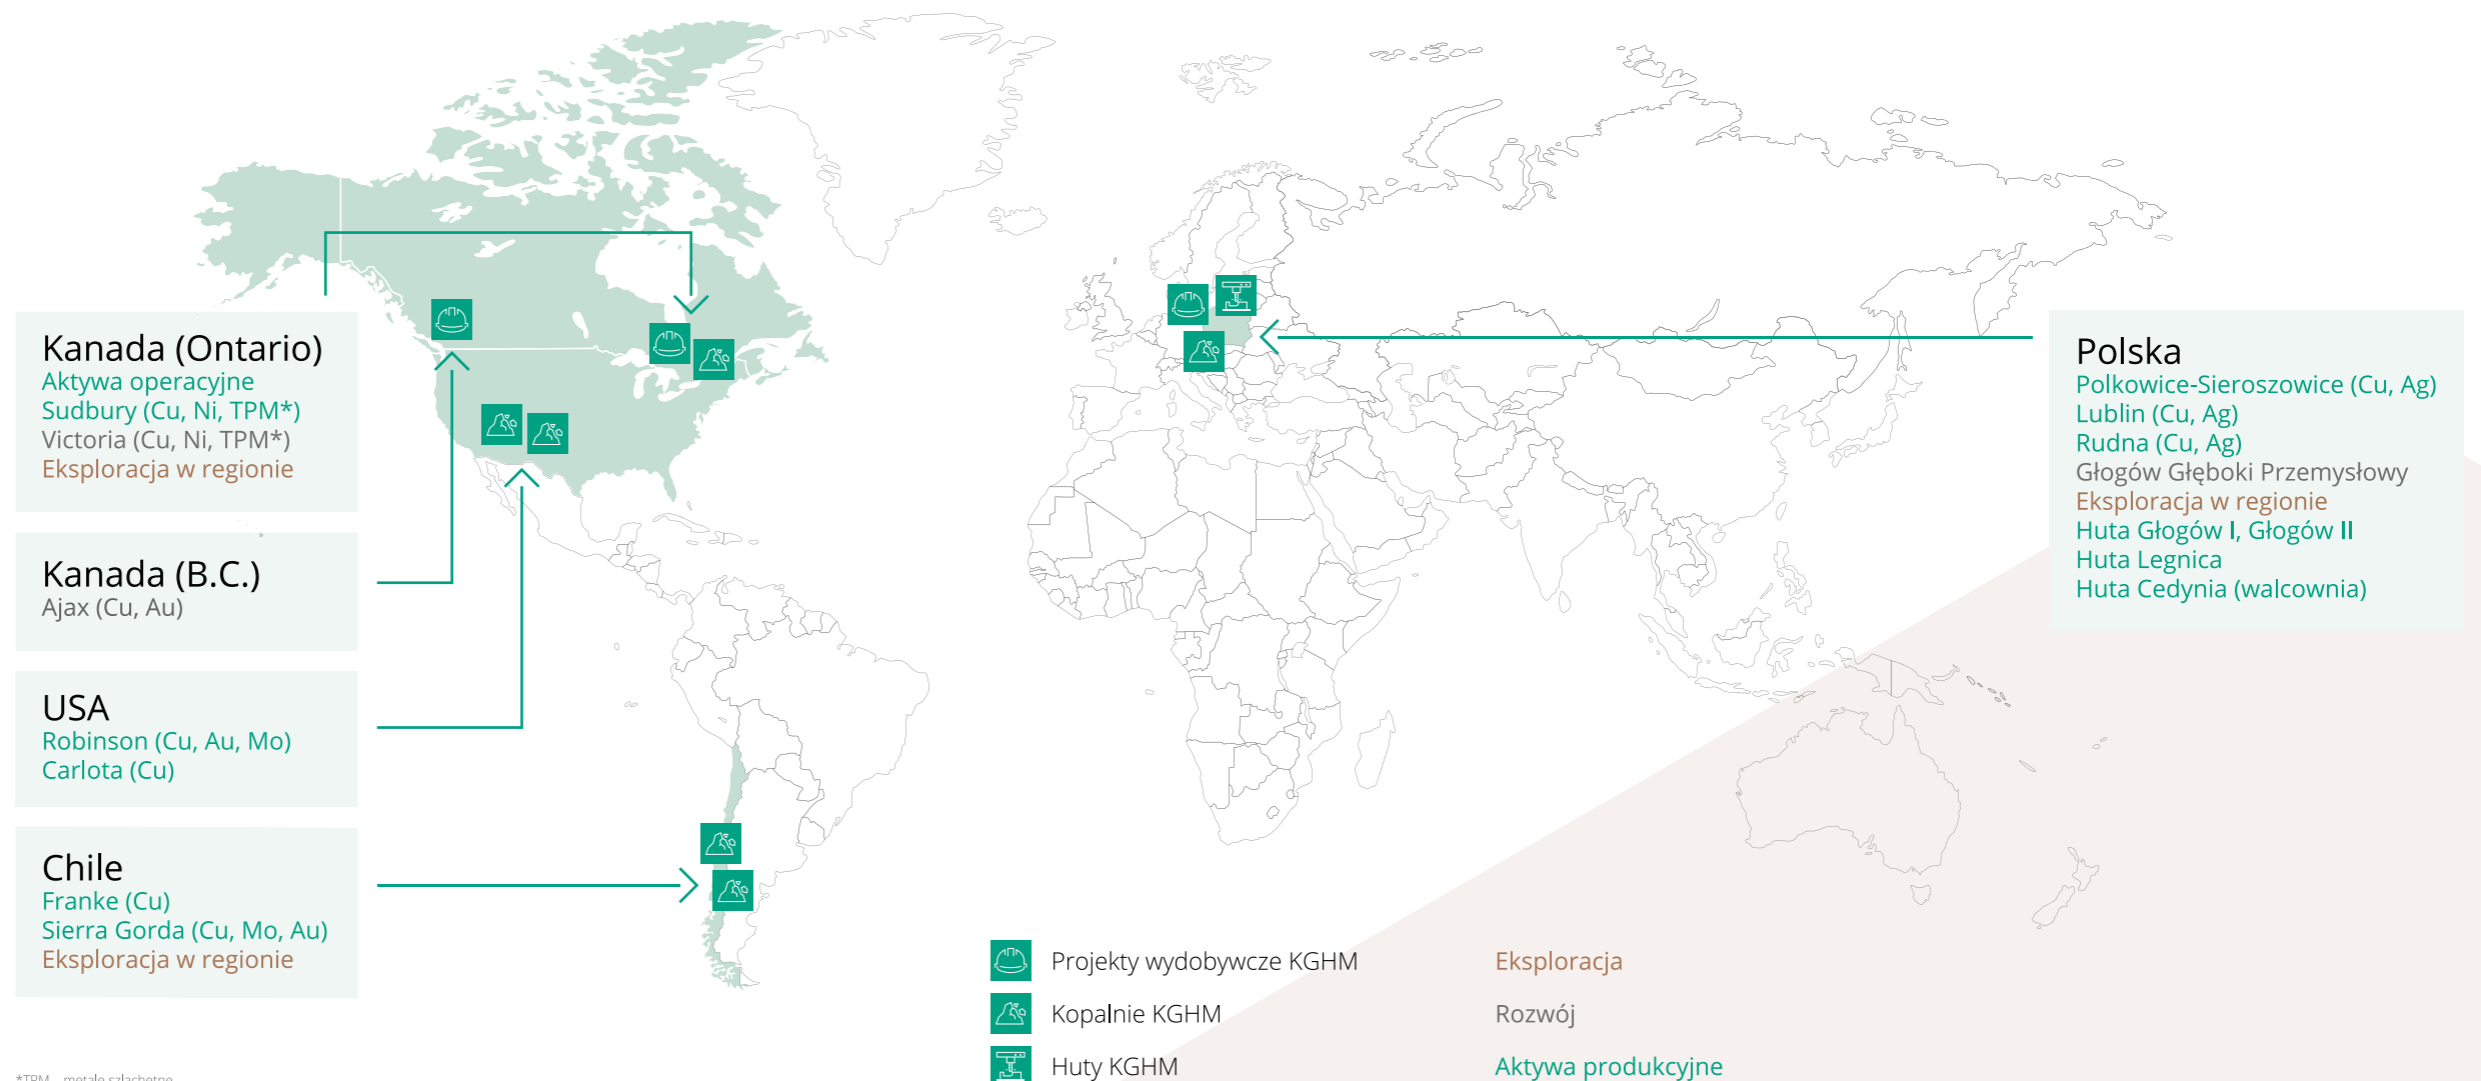 Kanada (Ontario)
Aktywa operacyjne
Sudbury (Cu, Ni, TPM*)
Victoria (Cu, Ni, TPM*)
Eksploracja w regionie
Kanada (B.C.)
Ajax (Cu, Au)
USA
Robinson (Cu, Au, Mo)
Carlota (Cu)
Chile
Franke (Cu)
Sierra Gorda (Cu, Mo, Au)
Eksploracja w regionie
Polska
Polkowice-Sieroszowice (Cu, Ag)
Lublin (Cu, Ag)
Rudna (Cu, Ag)
Głogów Głęboki Przemysłowy
Eksploracja w regionie
Huta Głogów I, Głogów II
Huta Legnica
Huta Cedynia (walcownia)
Projekty wydobywcze KGHM
Kopalnie KGHM
Huty KGHM
Eksploracja
Rozwój
Aktywa produkcyjne
*TPM – metale szlachetne